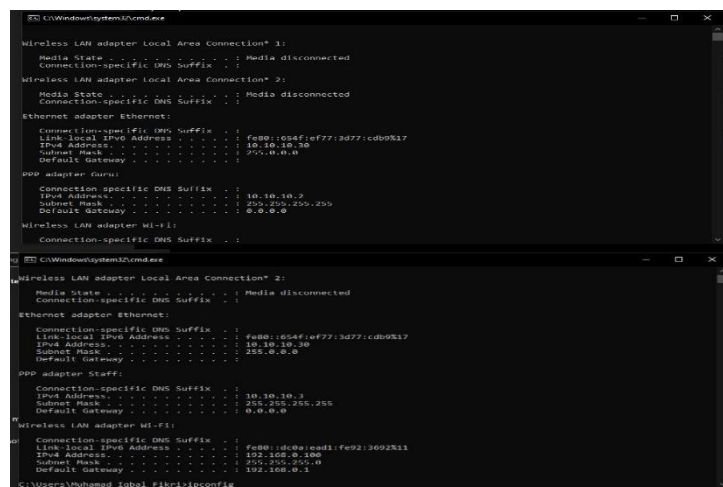 C:\Windows\system32\cmd.exe
Wireless LAN adapter Local Area Connection* 1:
Media State . . . . . . . . . . . : Media disconnected
Connection-specific DNS Suffix . :
Wireless LAN adapter Local Area Connection* 2:
Media State . . . . . . . . . . . : Media disconnected
Connection-specific DNS Suffix . :
Ethernet adapter Ethernet:
Connection-specific DNS Suffix . :
Link-local IPv6 Address . . . . . : fe80::654f:ef77:3d77:cdb9%17
IPv4 Address. . . . . . . . . . . : 10.10.10.30
Subnet Mask . . . . . . . . . . . : 255.0.0.0
Default Gateway . . . . . . . . . :
PPP adapter Guru:
Connection-specific DNS Suffix . :
IPv4 Address. . . . . . . . . . . : 10.10.10.2
Subnet Mask . . . . . . . . . . . : 255.255.255.255
Default Gateway . . . . . . . . . : 0.0.0.0
Wireless LAN adapter Wi-Fi:
Connection-specific DNS Suffix . :
C:\Windows\system32\cmd.exe
Wireless LAN adapter Local Area Connection* 2:
Media State . . . . . . . . . . . : Media disconnected
Connection-specific DNS Suffix . :
Ethernet adapter Ethernet:
Connection-specific DNS Suffix . :
Link-local IPv6 Address . . . . . : fe80::654f:ef77:3d77:cdb9%17
IPv4 Address. . . . . . . . . . . : 10.10.10.30
Subnet Mask . . . . . . . . . . . : 255.0.0.0
Default Gateway . . . . . . . . . :
PPP adapter Staff:
Connection-specific DNS Suffix . :
IPv4 Address. . . . . . . . . . . : 10.10.10.3
Subnet Mask . . . . . . . . . . . : 255.255.255.255
Default Gateway . . . . . . . . . : 0.0.0.0
Wireless LAN adapter Wi-Fi:
Connection-specific DNS Suffix . :
Link-local IPv6 Address . . . . . : fe80::dc0a:ead1:fe92:3692%11
IPv4 Address. . . . . . . . . . . : 192.168.0.100
Subnet Mask . . . . . . . . . . . : 255.255.255.0
Default Gateway . . . . . . . . . : 192.168.0.1
C:\Users\Muhamad Iqbal Fikri>ipconfig